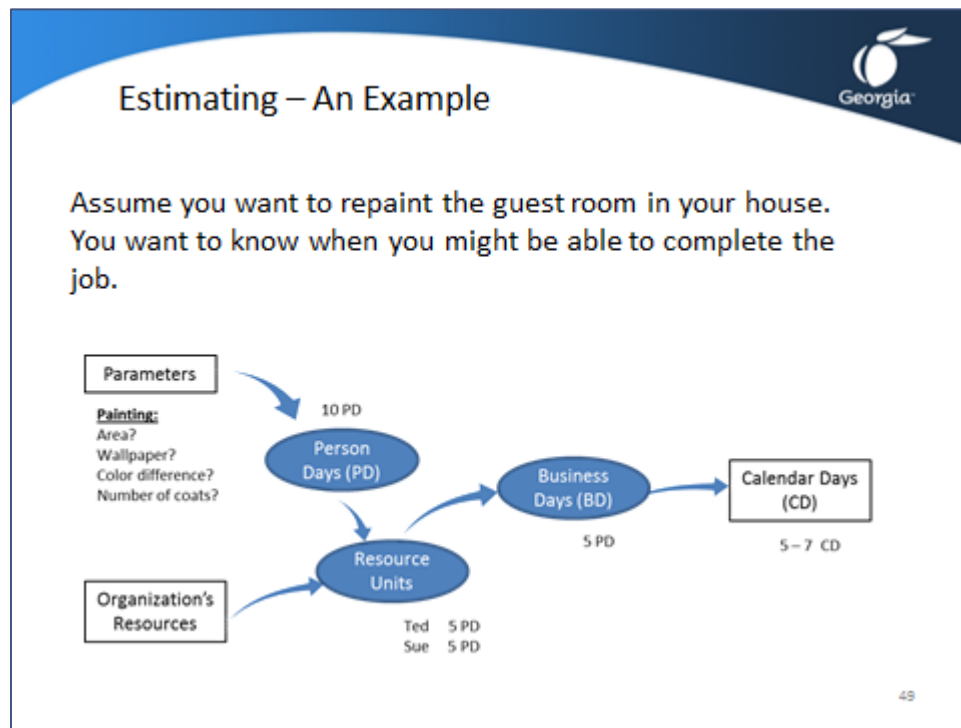 Georgia
Estimating – An Example
Assume you want to repaint the guest room in your house.
You want to know when you might be able to complete the
job.
Parameters
Painting:
Area?
Wallpaper?
Color difference?
Number of coats?
10 PD
Person
Days (PD)
Business
Days (BD)
5 PD
Calendar Days
(CD)
5 – 7 CD
Resource
Units
Organization's
Resources
Ted 5 PD
Sue 5 PD
49